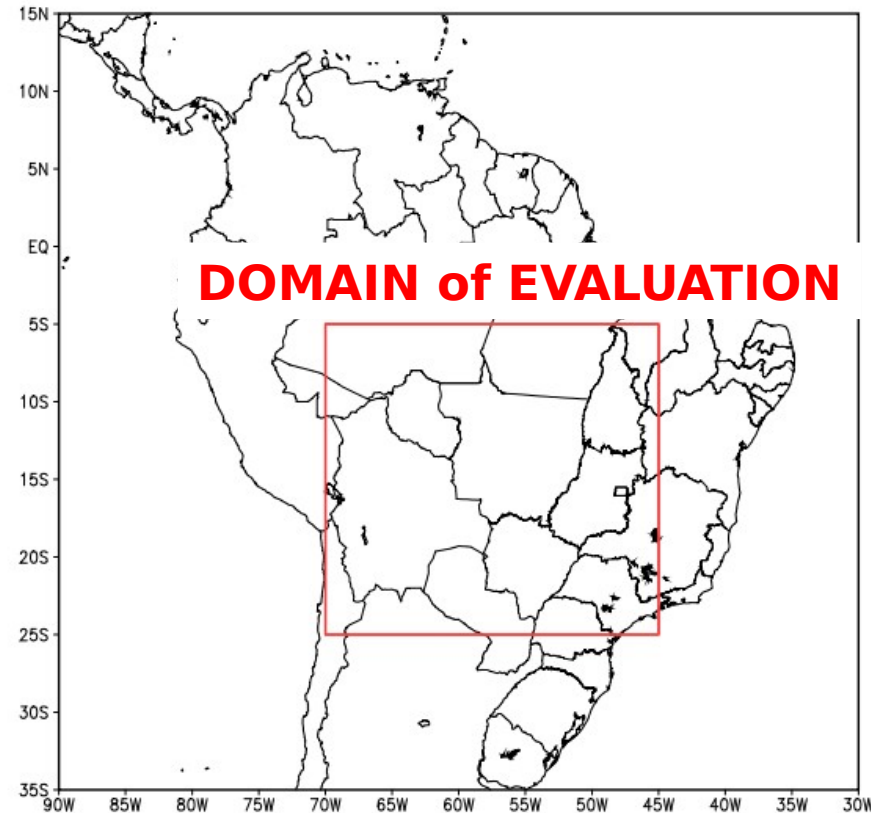 15N
10N
5N
EQ
DOMAIN of EVALUATION
5S
10S
15S
20S
25S
30S
35S
90W 85W 80W 75W 70W 65W 60W 55W 50W 45W 40W 35W 30W